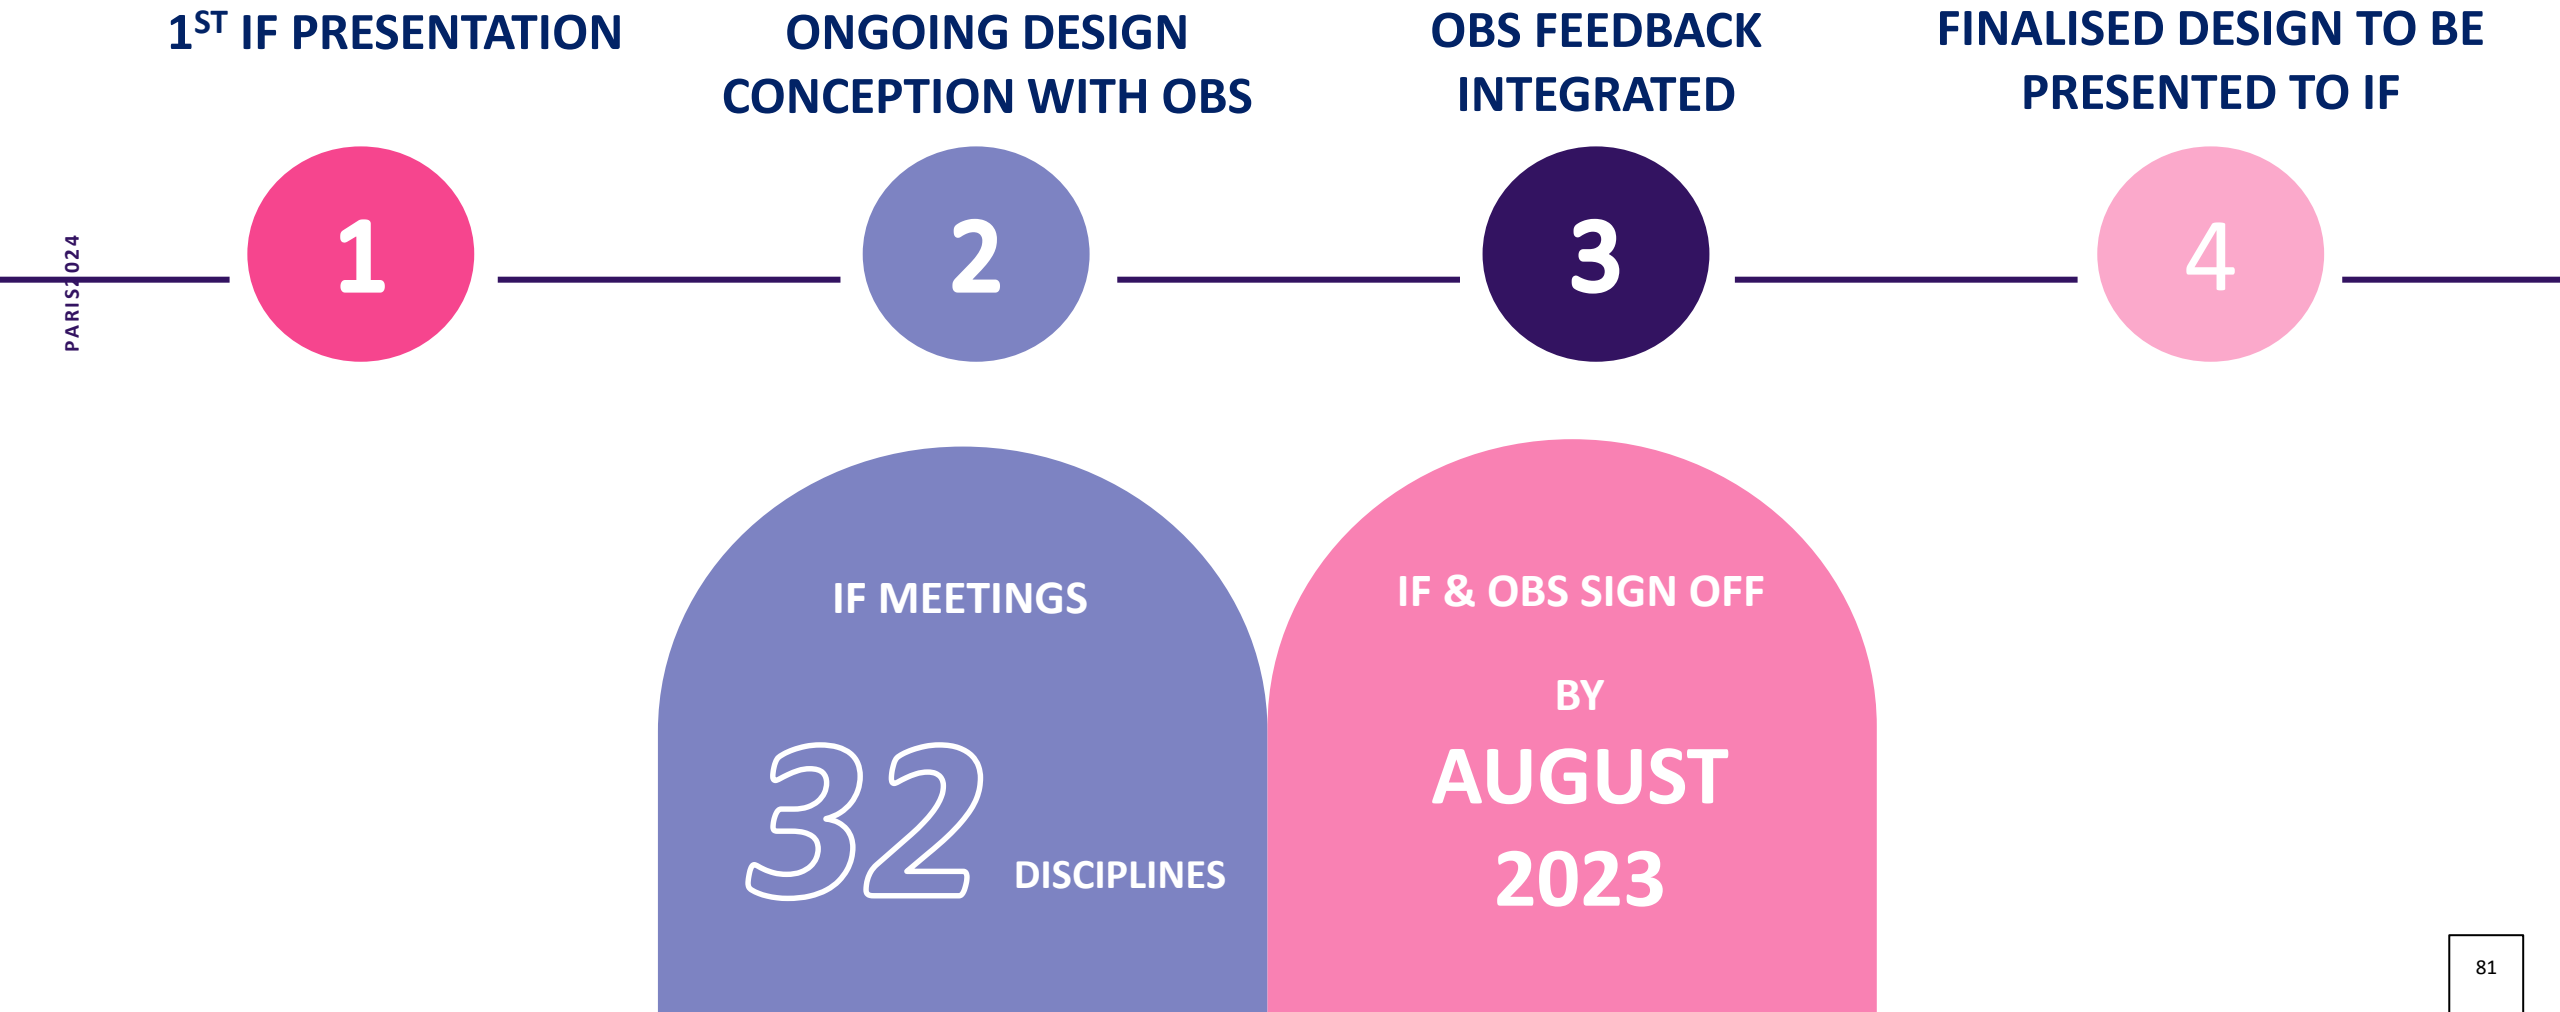 1ST IF PRESENTATION
ONGOING DESIGN
CONCEPTION WITH OBS
OBS FEEDBACK
INTEGRATED
FINALISED DESIGN TO BE
PRESENTED TO IF
PARIS2024
1
2
3
4
IF MEETINGS
32 DISCIPLINES
IF & OBS SIGN OFF
BY
AUGUST
2023
81